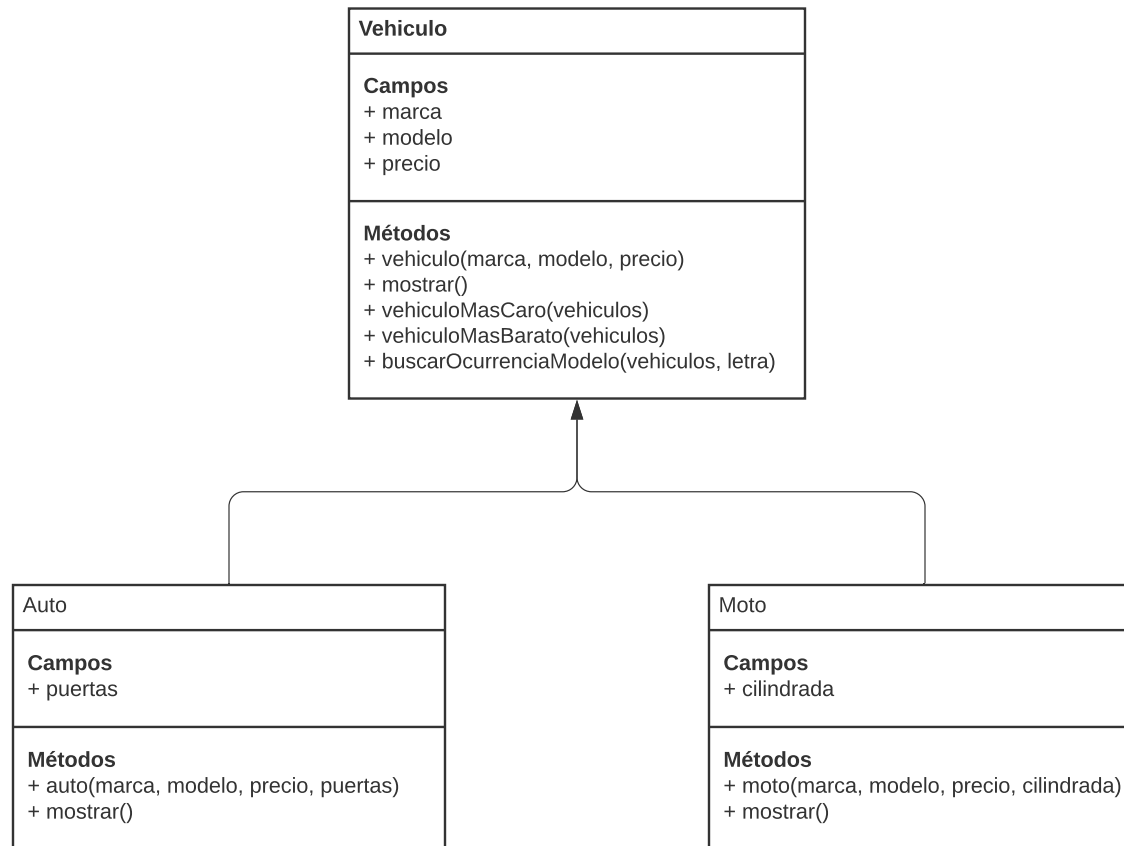 Vehiculo
Campos
+ marca
+ modelo
+ precio
Métodos
+ vehiculo(marca, modelo, precio)
+ mostrar()
+ vehiculoMasCaro(vehiculos)
+ vehiculoMasBarato(vehiculos)
+ buscarOcurrenciaModelo(vehiculos, letra)
Auto
Campos
+ puertas
Métodos
+ auto(marca, modelo, precio, puertas)
+ mostrar()
Moto
Campos
+ cilindrada
Métodos
+ moto(marca, modelo, precio, cilindrada)
+ mostrar()